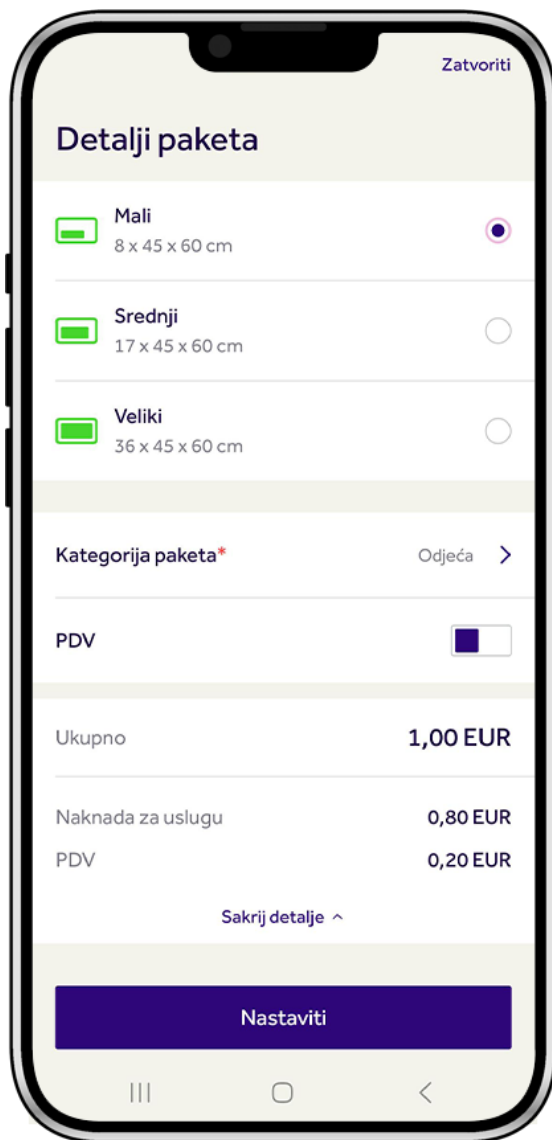 Zatvoriti
Detalji paketa
Mali
8 x 45 x 60 cm
Srednji
17 x 45 x 60 cm
Veliki
36 x 45 x 60 cm
Kategorija paketa* Odjeća
PDV
Ukupno 1,00 EUR
Naknada za uslugu 0,80 EUR
PDV 0,20 EUR
Sakrij detalje
Nastaviti